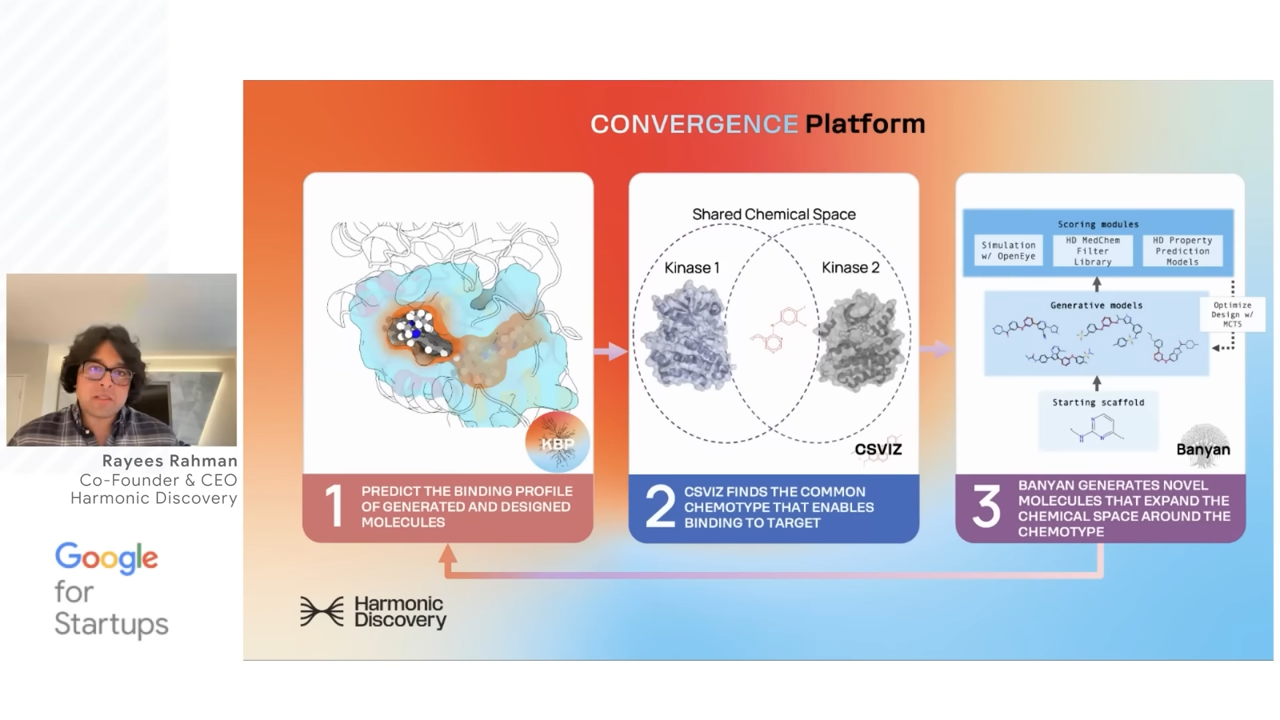 CONVERGENCE Platform
KBP
1
PREDICT THE BINDING PROFILE
OF GENERATED AND DESIGNED
MOLECULES
Shared Chemical Space
Kinase 1
Kinase 2
CSVIZ
2
CSVIZ FINDS THE COMMON
CHEMOTYPE THAT ENABLES
BINDING TO TARGET
Scoring modules
Simulation
w/ OpenEye
HD MedChem
Filter
Library
HD Property
Prediction
Models
Generative models
Optimize
Design w/
MCTS
Starting scaffold
Banyan
3
BANYAN GENERATES NOVEL
MOLECULES THAT EXPAND THE
CHEMICAL SPACE AROUND THE
CHEMOTYPE
Harmonic
Discovery
Rayees Rahman
Co-Founder & CEO
Harmonic Discovery
Google
for
Startups